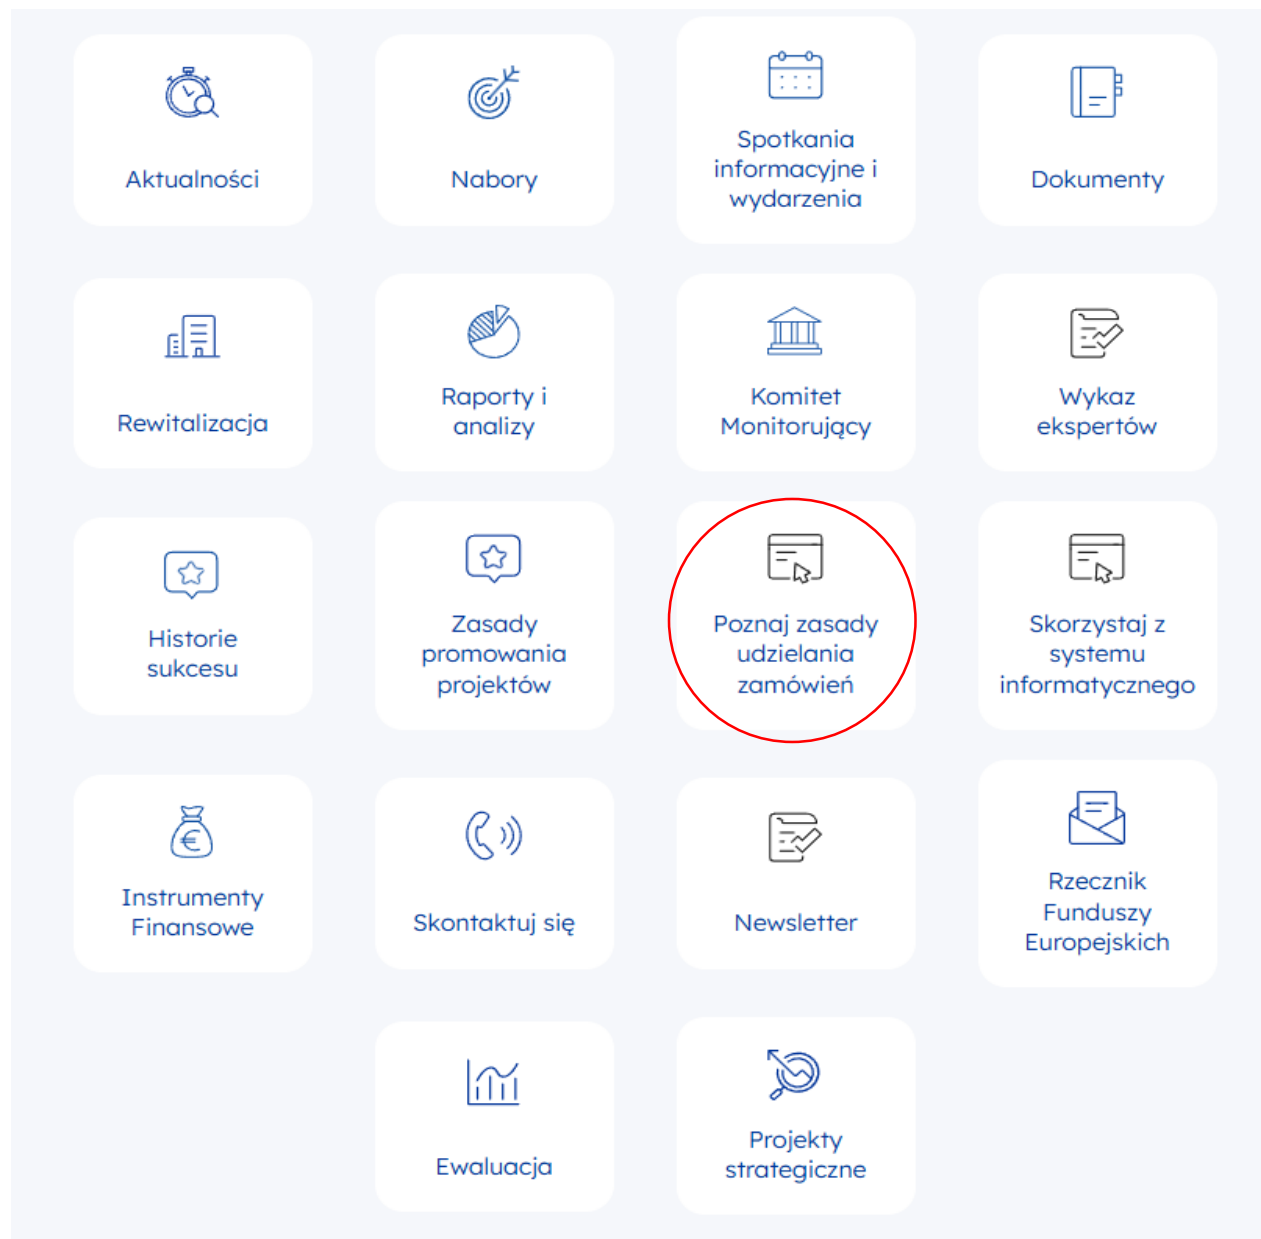 Aktualności
Nabory
Spotkania
informacyjne i
wydarzenia
Dokumenty
Rewitalizacja
Raporty i
analizy
Komitet
Monitorujący
Wykaz
ekspertów
Historie
sukcesu
Zasady
promowania
projektów
Poznaj zasady
udzielania
zamówień
Skorzystaj z
systemu
informatycznego
Instrumenty
Finansowe
Skontaktuj się
Newsletter
Rzecznik
Funduszy
Europejskich
Ewaluacja
Projekty
strategiczne